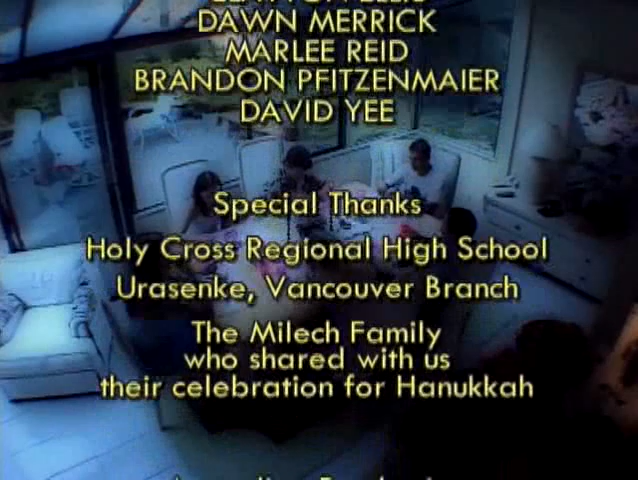 DAWN MERRICK
MARLEE REID
BRANDON PFITZENMAIER
DAVID YEE
Special Thanks
Holy Cross Regional High School
Urasenke, Vancouver Branch
The Milech Family
who shared with us
their celebration for Hanukkah